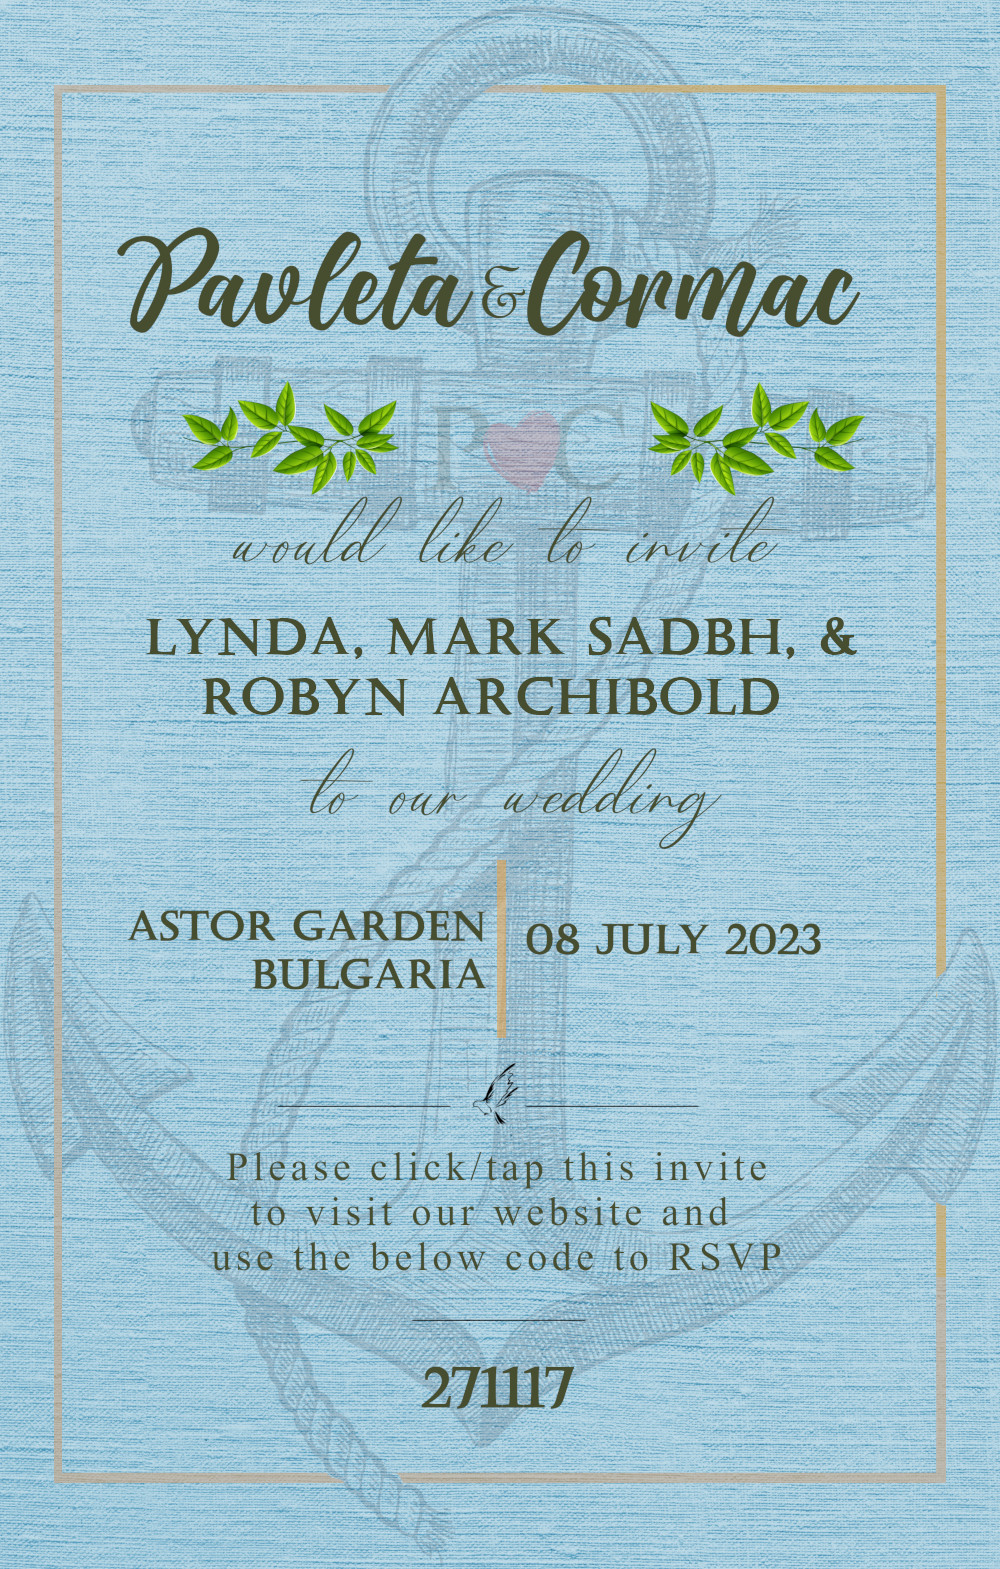 Pavleta & Cormac
P C
would like to invite
LYNDA, MARK SADBH, &
ROBYN ARCHIBOLD
to our wedding
ASTOR GARDEN
BULGARIA
08 JULY 2023
Please click/tap this invite
to visit our website and
use the below code to RSVP
271117